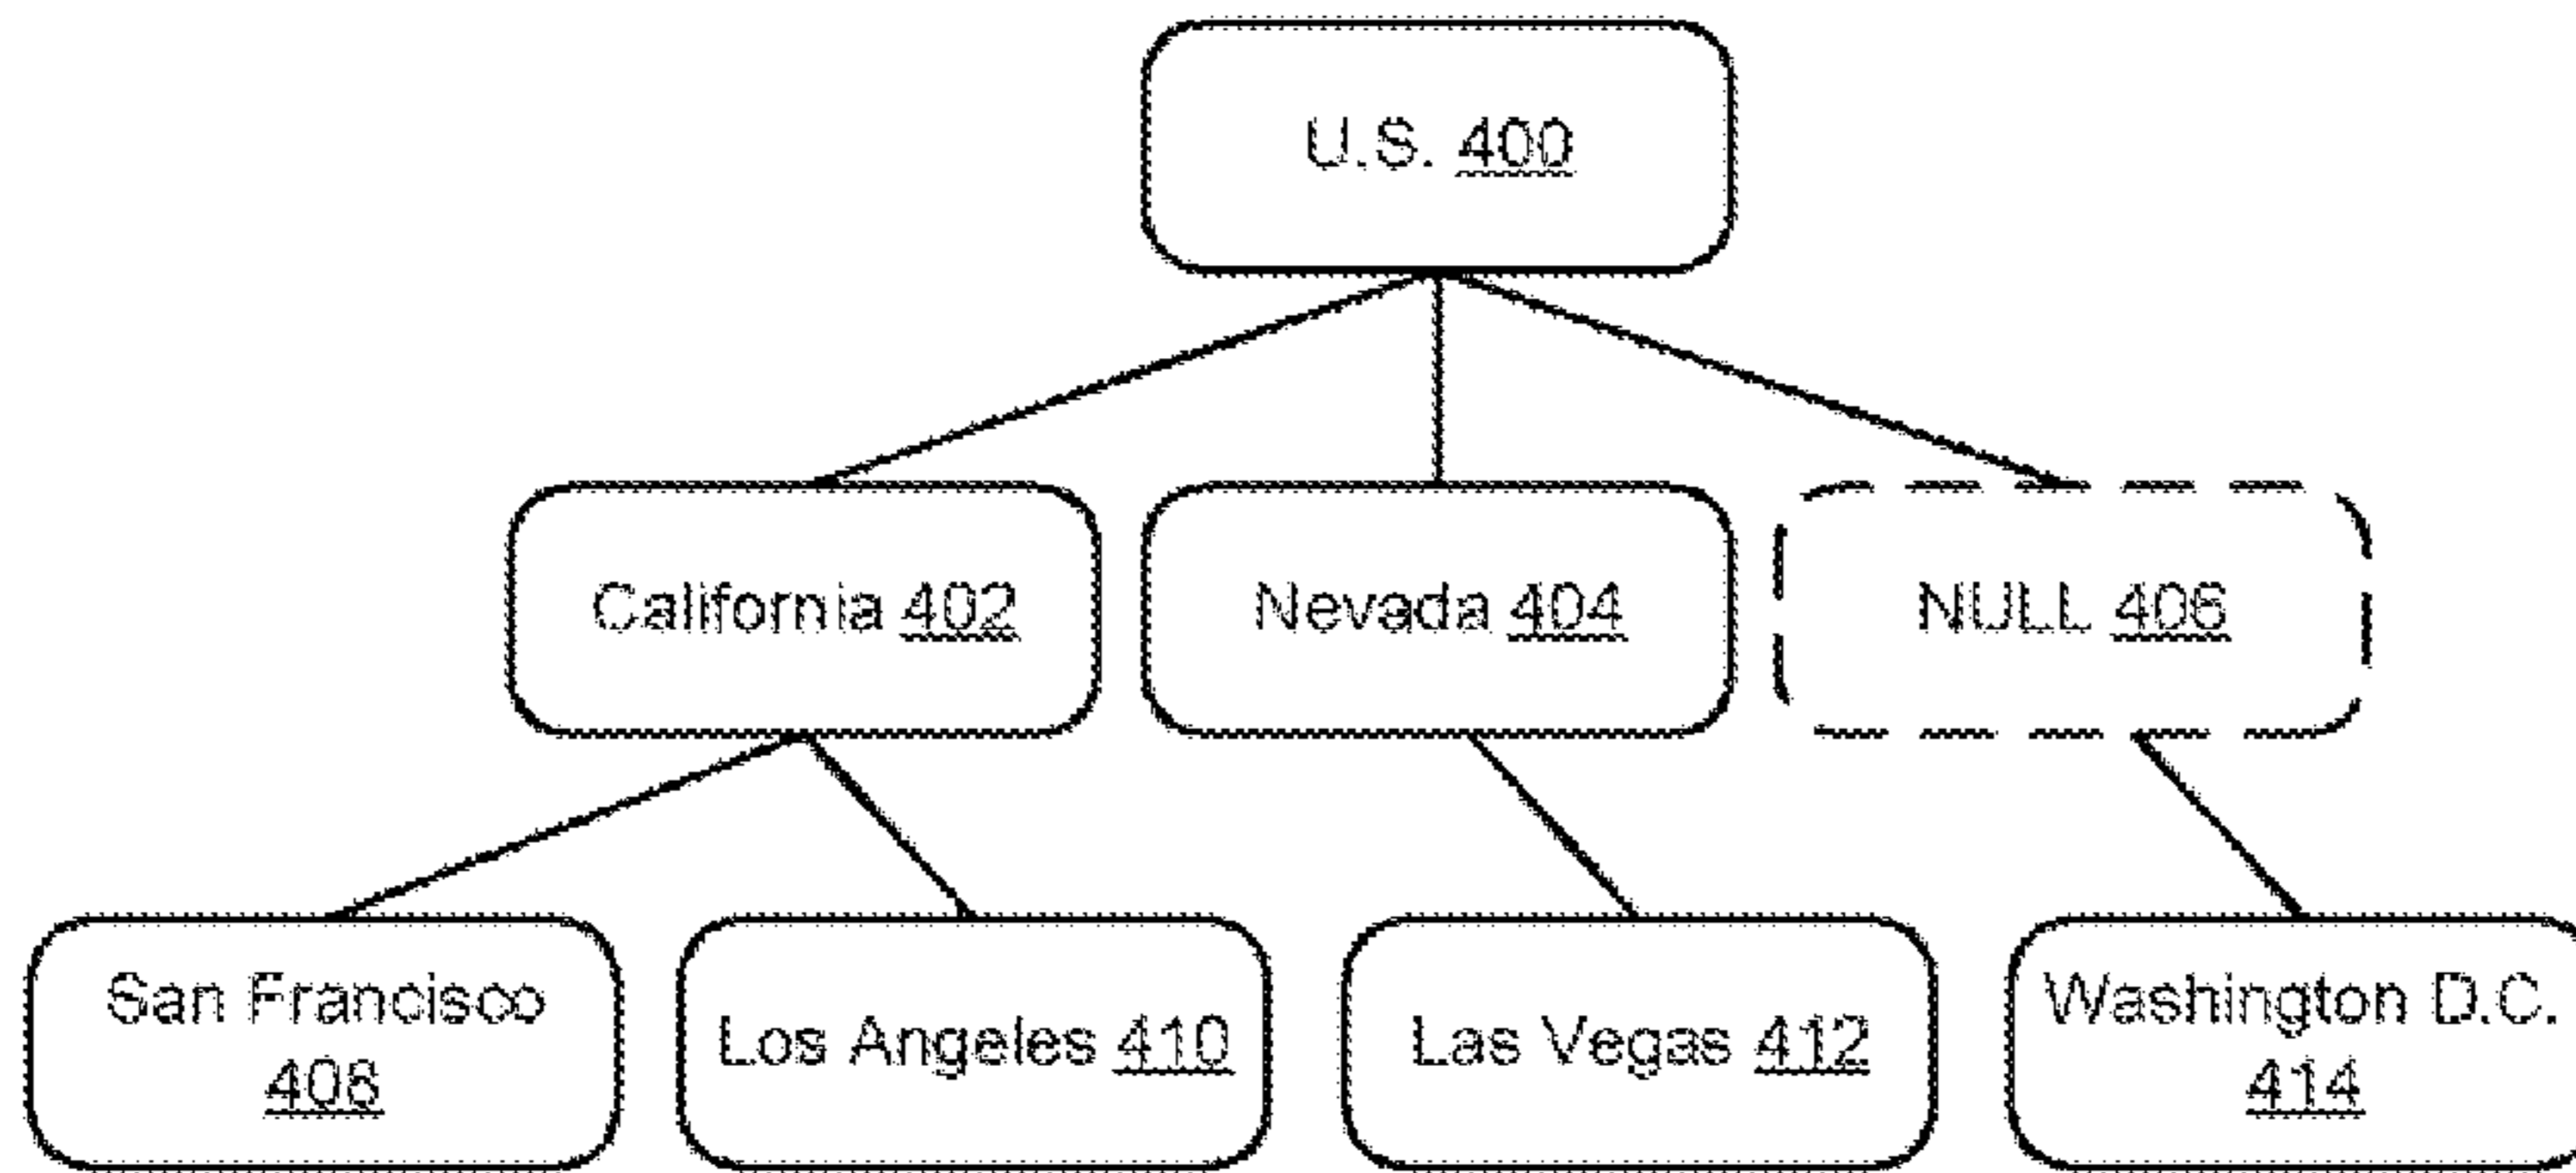 U.S. 400
California 402
Nevada 404
NULL 406
San Francisco
408
Los Angeles 410
Las Vegas 412
Washington D.C.
414